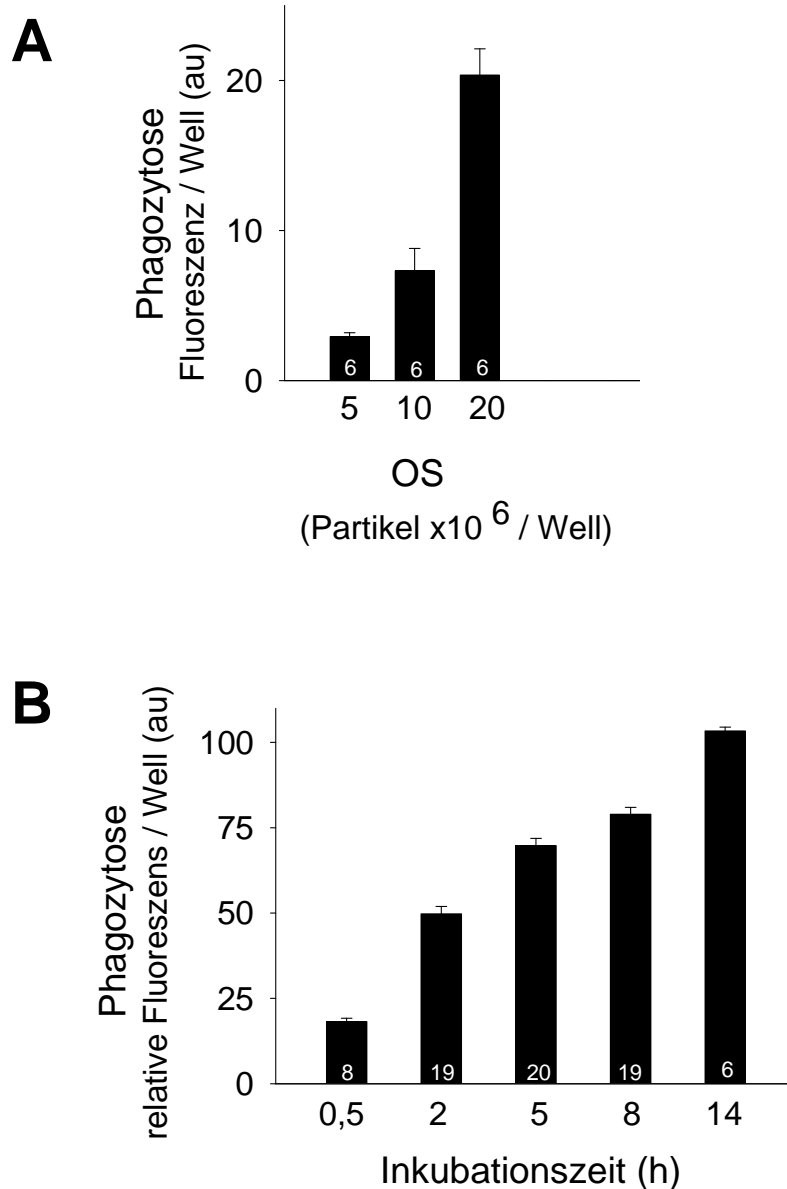 A
Phagozytose
Fluoreszenz / Well (au)
20
10
0
6
6
6
5 10 20
OS
(Partikel x10 6 / Well)
B
Phagozytose
relative Fluoreszens / Well (au)
100
75
50
25
0
8
19
20
19
6
0,5 2 5 8 14
Inkubationszeit (h)